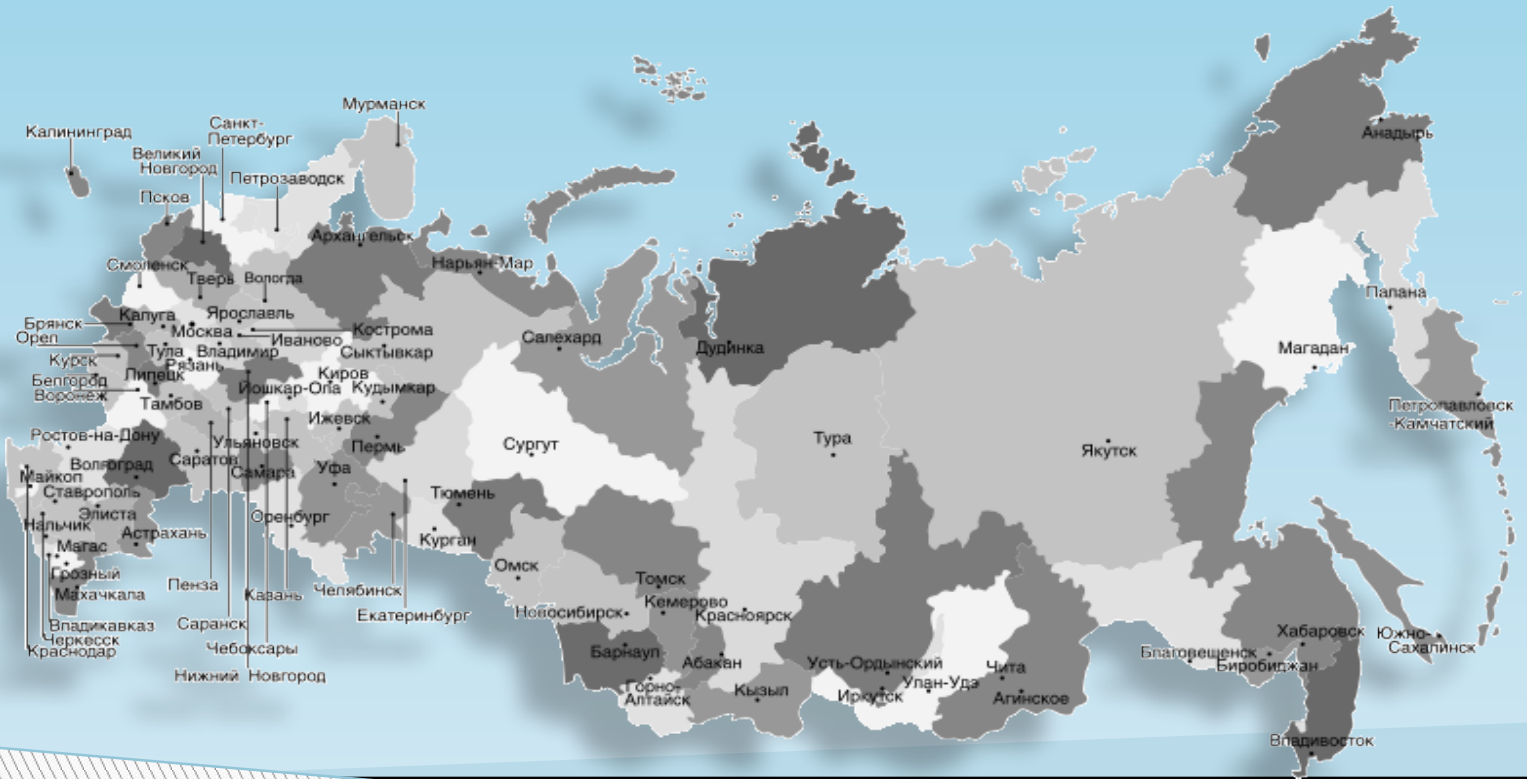 Мурманск
Калининград
Санкт-
Петербург
Великий
Новгород
Петрозаводск
Псков
Анадырь
Архангельск
Нарьян-Мар
Смоленск
Тверь
Вологда
Палана
Брянск
Калуга
Ярославль
Москва
Кострома
Орел
Иваново
Салехард
Дудинка
Магадан
Курск
Тула
Владимир
Сыктывкар
Рязань
Белгород
Липецк
Киров
Йошкар-Ола
Кудымкар
Воронеж
Тамбов
Петропавловск
-Камчатский
Ижевск
Ростов-на-Дону
Ульяновск
Пермь
Сургут
Тура
Якутск
Волгоград
Саратов
Самара
Уфа
Майкоп
Ставрополь
Тюмень
Элиста
Оренбург
Нальчик
Астрахань
Курган
Магас
Омск
Грозный
Томск
Пенза
Казань
Челябинск
Махачкала
Кемерово
Новосибирск
Красноярск
Екатеринбург
Саранск
Владикавказ
Черкесск
Краснодар
Чебоксары
Хабаровск
Южно-
Сахалинск
Барнаул
Абакан
Усть-Ордынский
Чита
Благовещенск
Биробиджан
Нижний Новгород
Горно-
Алтайск
Кызыл
Иркутск
Улан-Удэ
Агинское
Владивосток